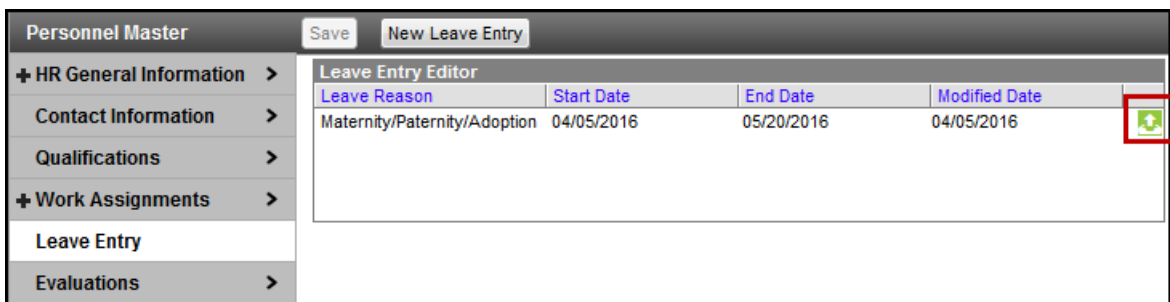 Personnel Master
Save
New Leave Entry
+ HR General Information >
Contact Information >
Qualifications >
+ Work Assignments >
Leave Entry
Evaluations >
Leave Entry Editor
Leave Reason Start Date End Date Modified Date
Maternity/Paternity/Adoption 04/05/2016 05/20/2016 04/05/2016